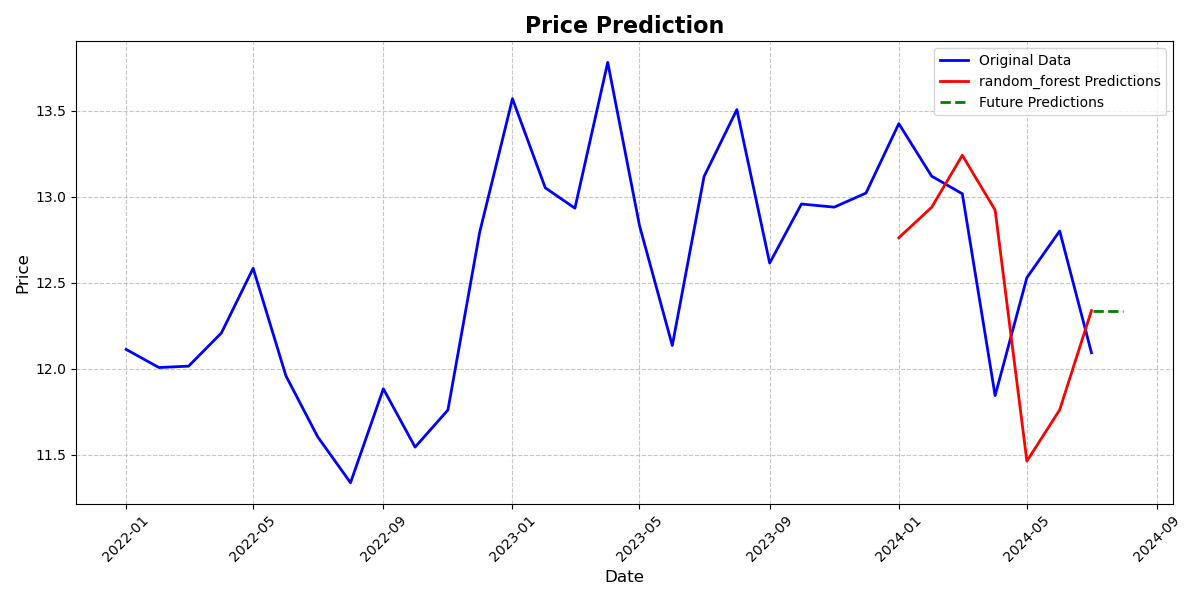 Price Prediction
Original Data
random_forest Predictions
Future Predictions
Price
13.5
13.0
12.5
12.0
11.5
2022-01
2022-05
2022-09
2023-01
2023-05
2023-09
2024-01
2024-05
2024-09
Date